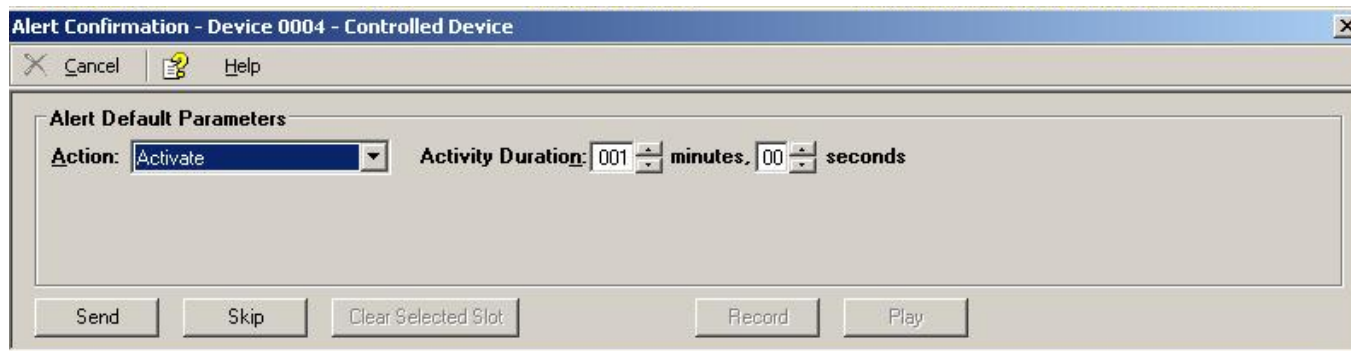 Alert Confirmation - Device 0004 - Controlled Device
Cancel Help
Alert Default Parameters
Action: Activate Activity Duration: 001 minutes, 00 seconds
Send Skip Clear Selected Slot Record Play